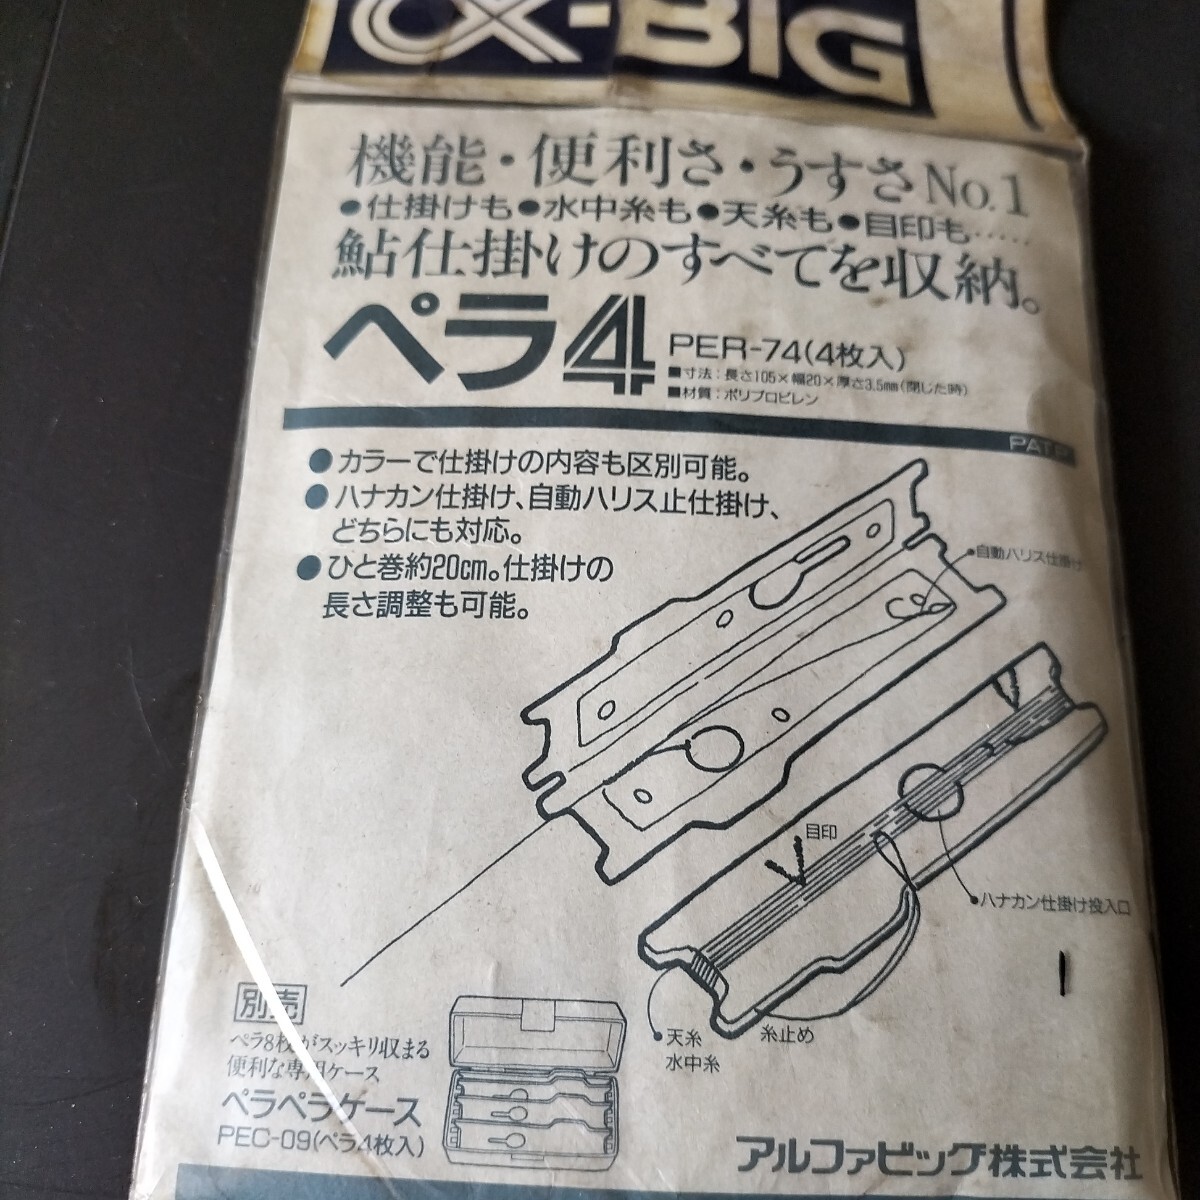 α-BIG
機能・便利さ・うすさNo.1
●仕掛けも●水中糸も●天糸も●目印も……
鮎仕掛けのすべてを収納。
ペラ4 PER-74(4枚入)
■寸法：長さ105×幅20×厚さ3.5mm(閉じた時)
■材質：ポリプロピレン
PAT.P
●カラーで仕掛けの内容も区別可能。
●ハナカン仕掛け、自動ハリス止仕掛け、
どちらにも対応。
●ひと巻約20cm。仕掛けの
長さ調整も可能。
●自動ハリス仕掛け
目印
●ハナカン仕掛け投入口
●天糸
水中糸
糸止め
別売
ペラ8枚がスッキリ収まる
便利な専用ケース
ペラペラケース
PEC-09(ペラ4枚入)
アルファビッグ株式会社